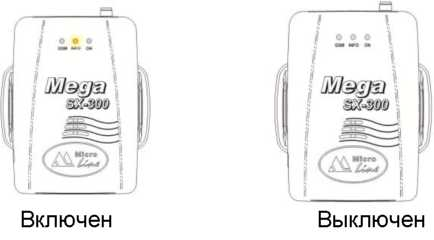 GSM INFO ON
Mega
SX-300
Micro
Line
Включен
GSM INFO ON
Mega
SX-300
Micro
Line
Выключен